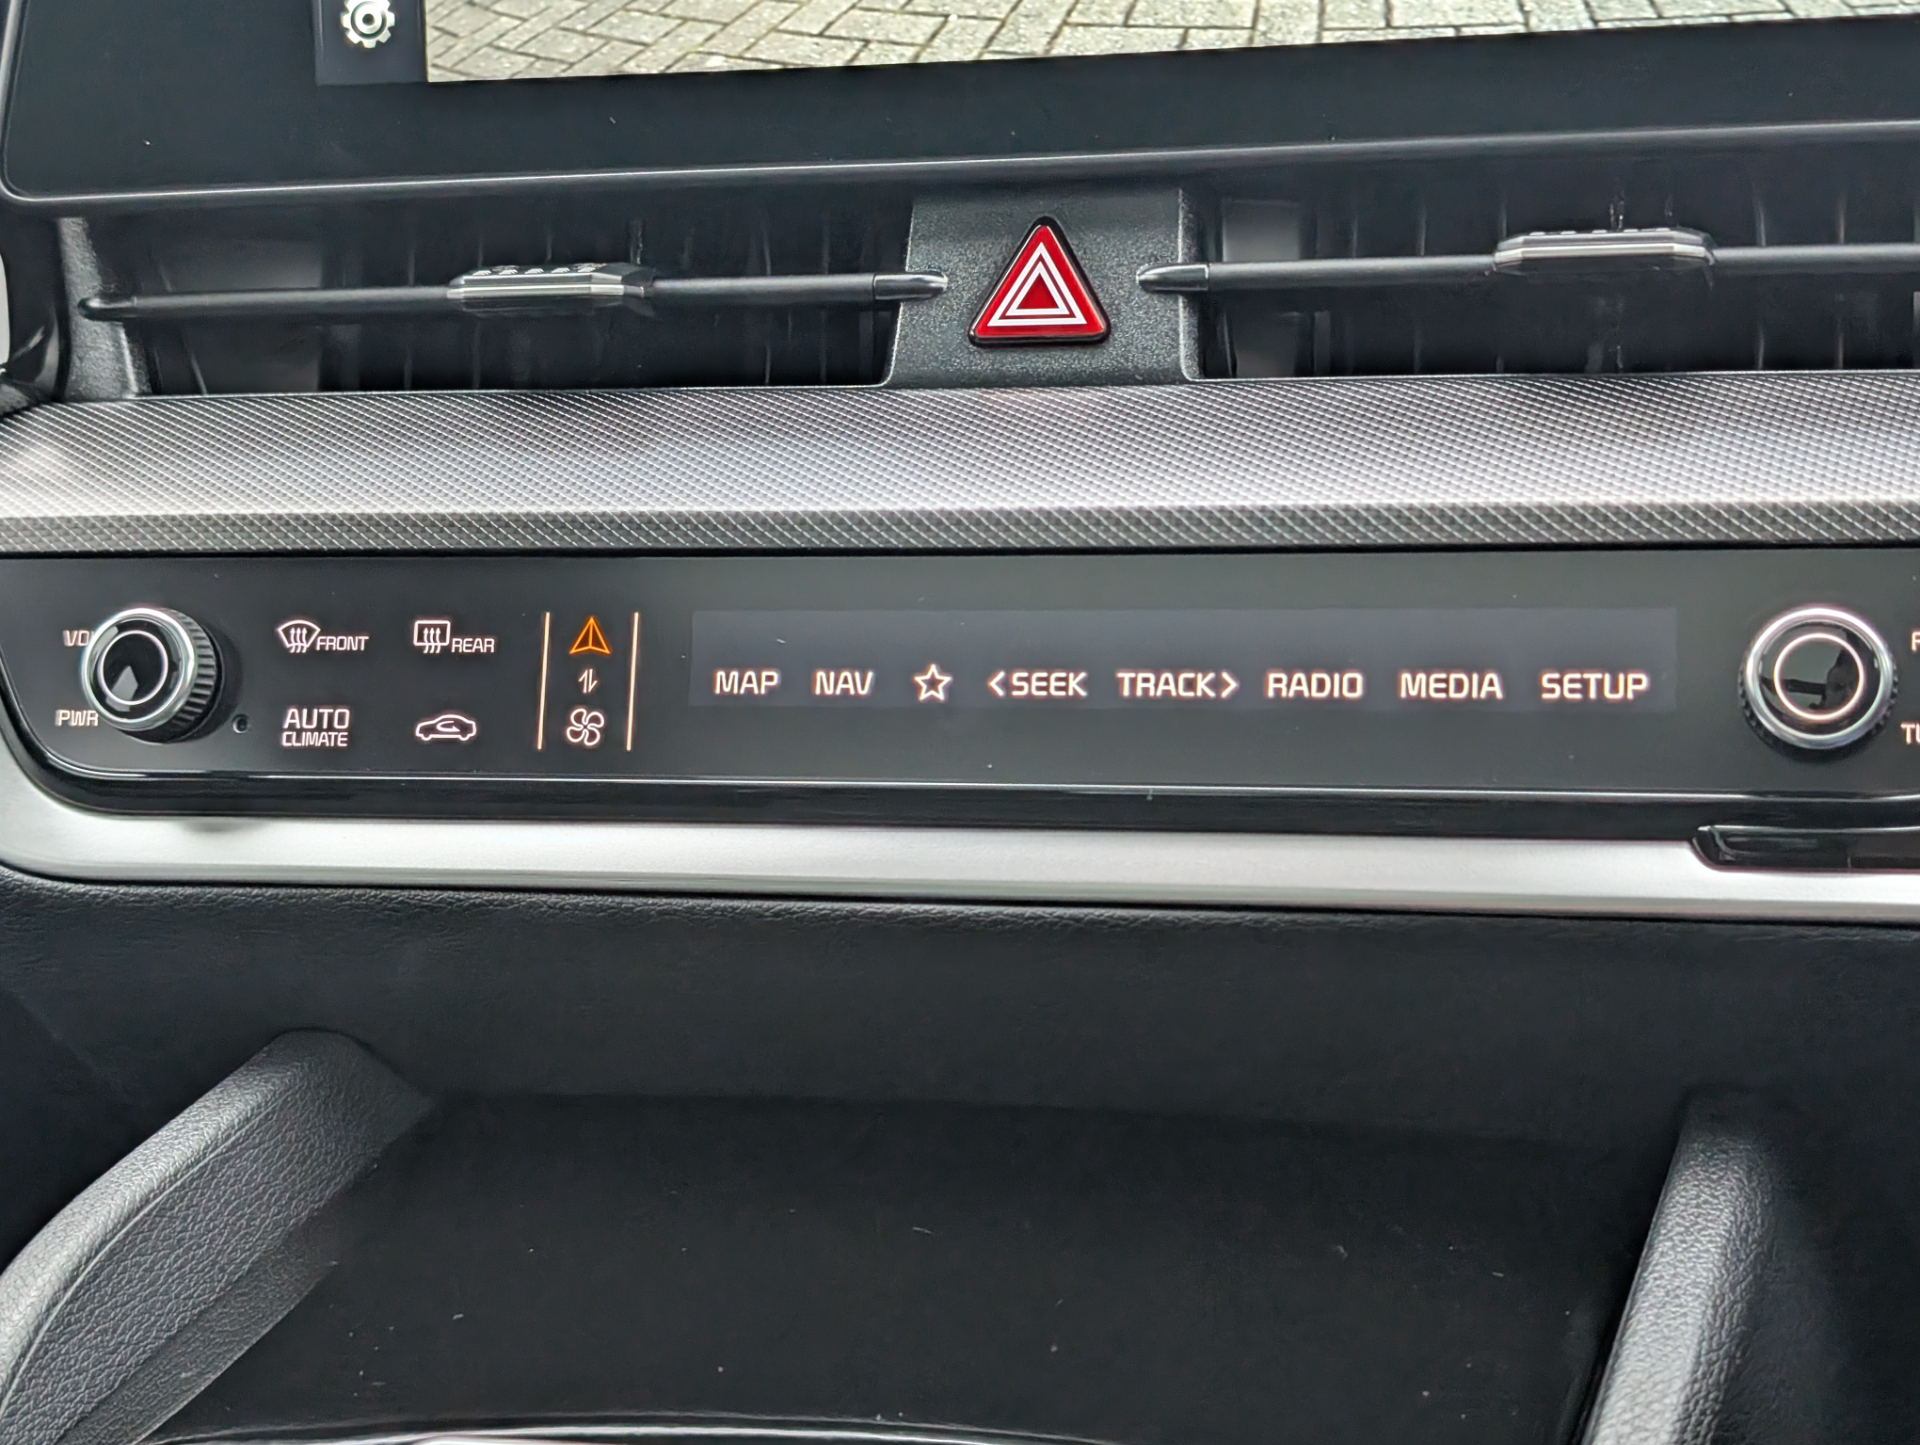 FRONT
REAR
MAP NAV <SEEK TRACK> RADIO MEDIA SETUP
PWR
AUTO
CLIMATE